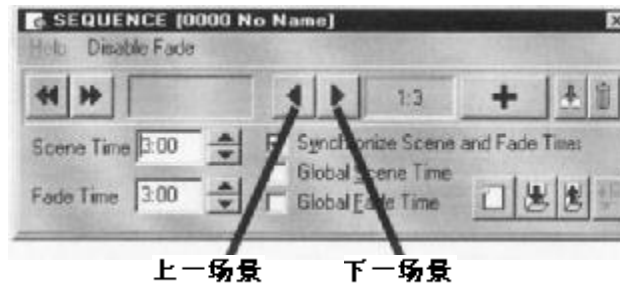 SEQUENCE [0000 No Name]
Help Disable Fade
1:3
Scene Time 3:00 Synchronize Scene and Fade Times
Global Scene Time
Fade Time 3:00 Global Fade Time
上一场景 下一场景